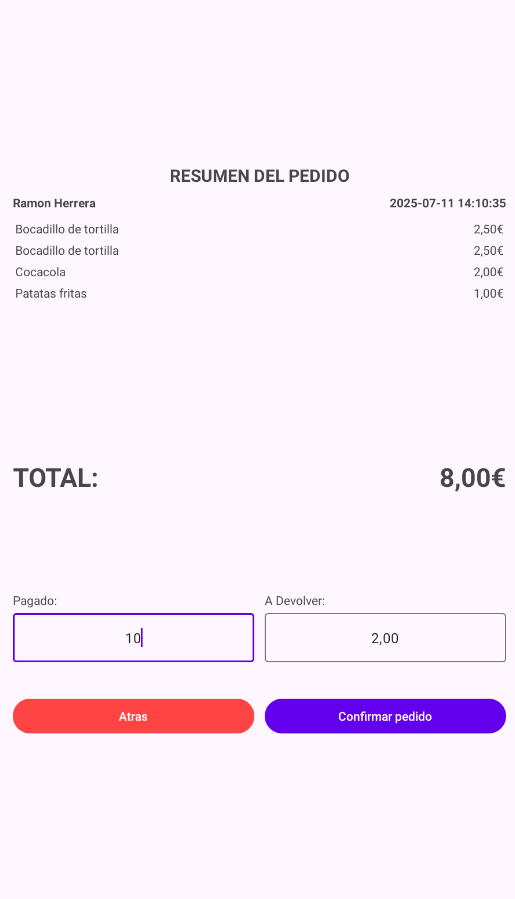 RESUMEN DEL PEDIDO
Ramon Herrera 2025-07-11 14:10:35
Bocadillo de tortilla 2,50€
Bocadillo de tortilla 2,50€
Cocacola 2,00€
Patatas fritas 1,00€
TOTAL: 8,00€
Pagado: A Devolver:
10 2,00
Atras Confirmar pedido